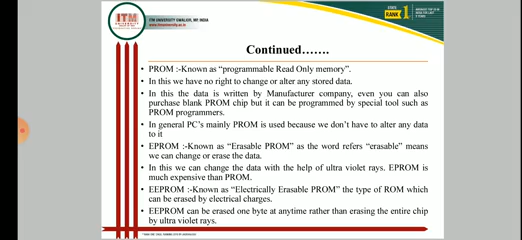 ITM
ITM UNIVERSITY GWALIOR, MP, INDIA
www.itmuniversity.ac.in
STATE
RANK
1
Continued…….
• PROM :-Known as “programmable Read Only memory”.
• In this we have no right to change or alter any stored data.
• In this the data is written by Manufacturer company, even you can also
purchase blank PROM chip but it can be programmed by special tool such as
PROM programmers.
• In general PC's mainly PROM is used because we don't have to alter any data
to it
• EPROM :-Known as “Erasable PROM” as the word refers “erasable” means
we can change or erase the data.
• In this we can change the data with the help of ultra violet rays. EPROM is
much expensive than PROM.
• EEPROM :-Known as “Electrically Erasable PROM” the type of ROM which
can be erased by electrical charges.
• EEPROM can be erased one byte at anytime rather than erasing the entire chip
by ultra violet rays.